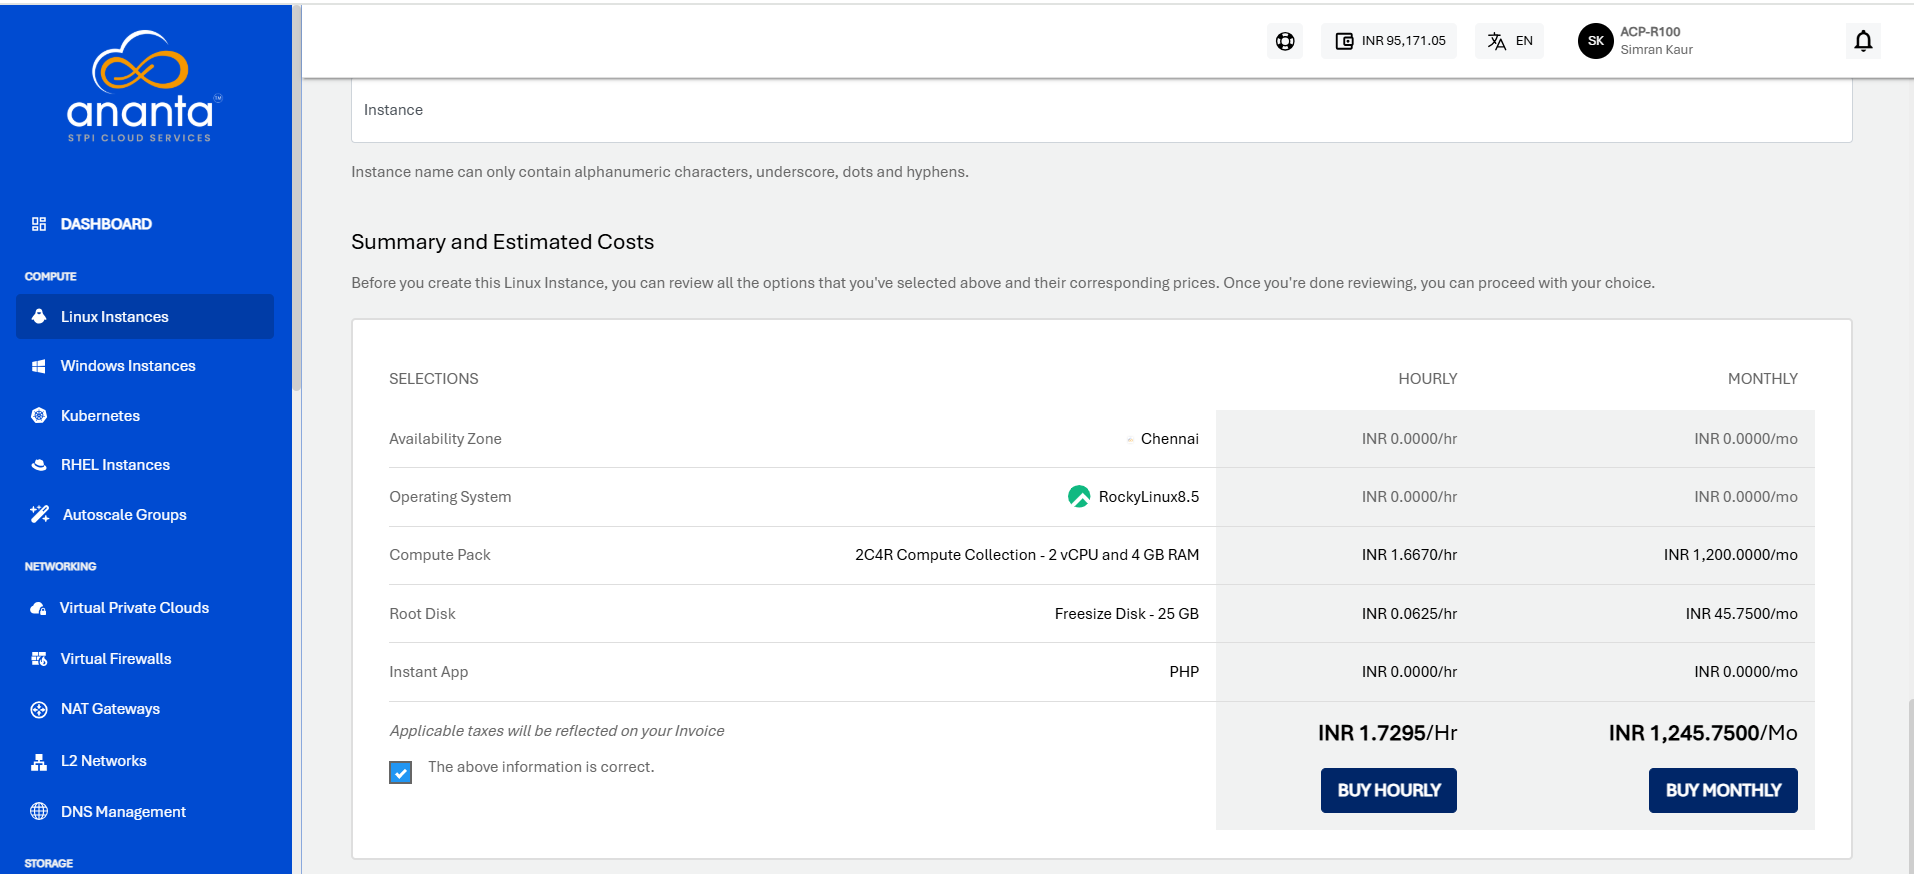 ananta™
STPI CLOUD SERVICES
INR 95,171.05
EN
SK
ACP-R100
Simran Kaur
DASHBOARD
COMPUTE
Linux Instances
Windows Instances
Kubernetes
RHEL Instances
Autoscale Groups
NETWORKING
Virtual Private Clouds
Virtual Firewalls
NAT Gateways
L2 Networks
DNS Management
STORAGE
Instance
Instance name can only contain alphanumeric characters, underscore, dots and hyphens.
Summary and Estimated Costs
Before you create this Linux Instance, you can review all the options that you've selected above and their corresponding prices. Once you're done reviewing, you can proceed with your choice.
SELECTIONS HOURLY MONTHLY
Availability Zone Chennai INR 0.0000/hr INR 0.0000/mo
Operating System RockyLinux8.5 INR 0.0000/hr INR 0.0000/mo
Compute Pack 2C4R Compute Collection - 2 vCPU and 4 GB RAM INR 1.6670/hr INR 1,200.0000/mo
Root Disk Freesize Disk - 25 GB INR 0.0625/hr INR 45.7500/mo
Instant App PHP INR 0.0000/hr INR 0.0000/mo
Applicable taxes will be reflected on your Invoice INR 1.7295/Hr INR 1,245.7500/Mo
The above information is correct.
BUY HOURLY BUY MONTHLY